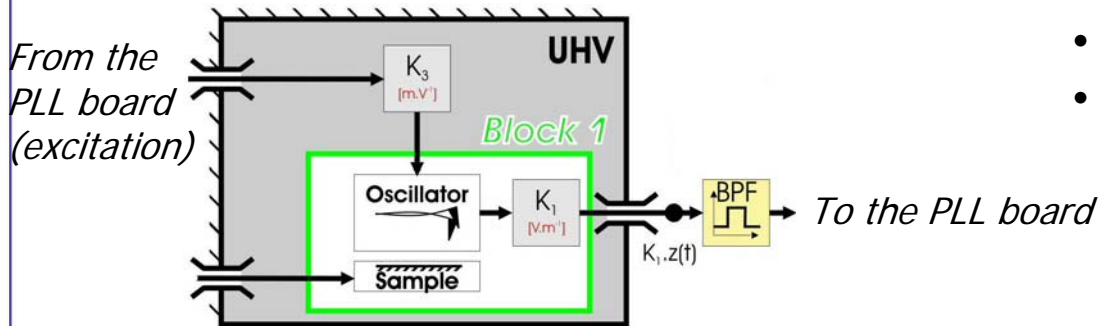 From the
PLL board
(excitation)
UHV
K₃
[m.V⁻¹]
Block 1
Oscillator
K₁
[V.m⁻¹]
Sample
K₁.z(t)
BPF
To the PLL board
•
•